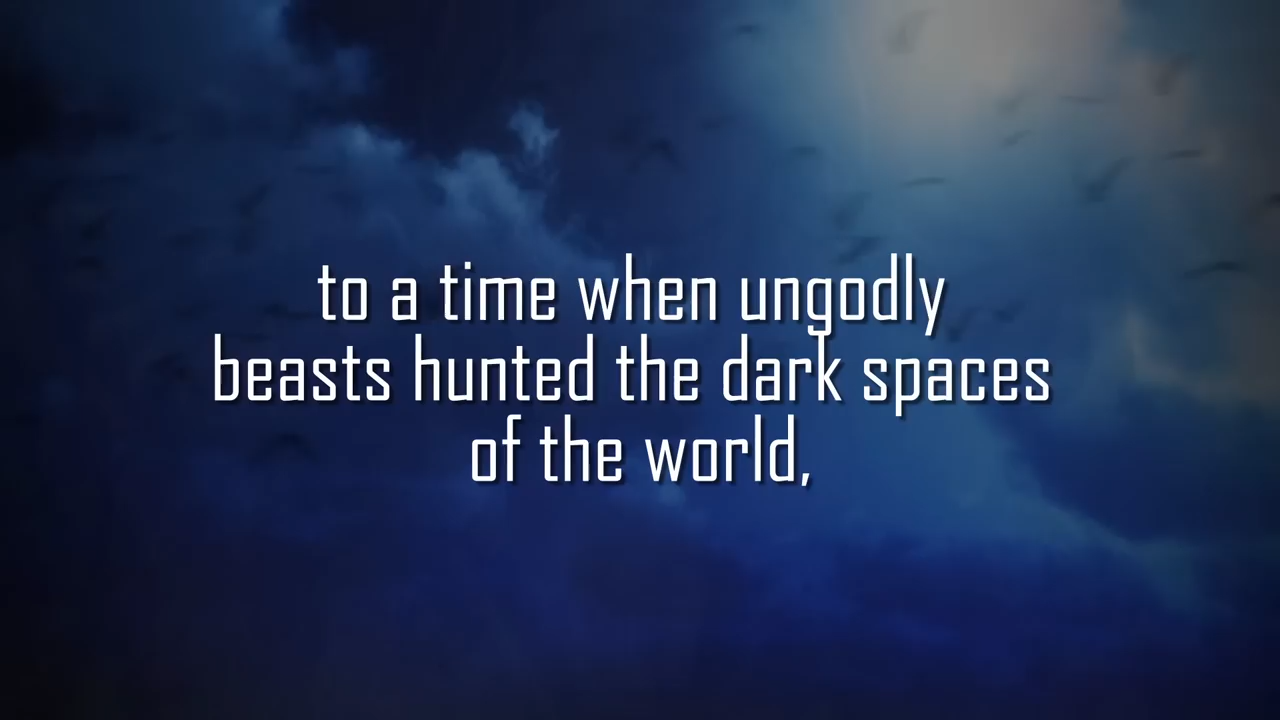 to a time when ungodly
beasts hunted the dark spaces
of the world,